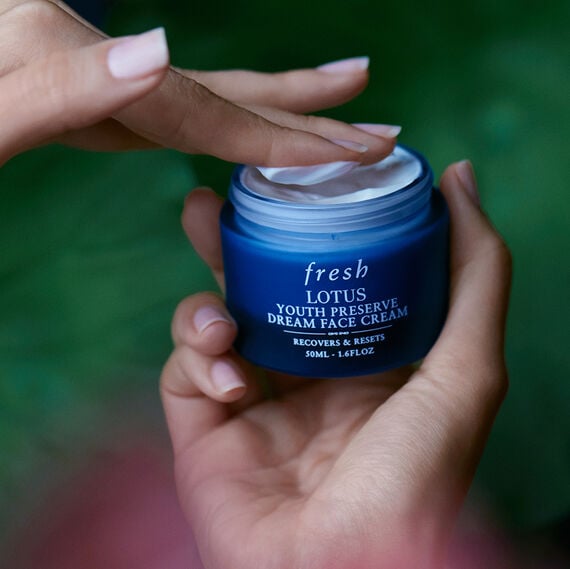 fresh
LOTUS
YOUTH PRESERVE
DREAM FACE CREAM
RECOVERS & RESETS
50ML - 1.6FLOZ